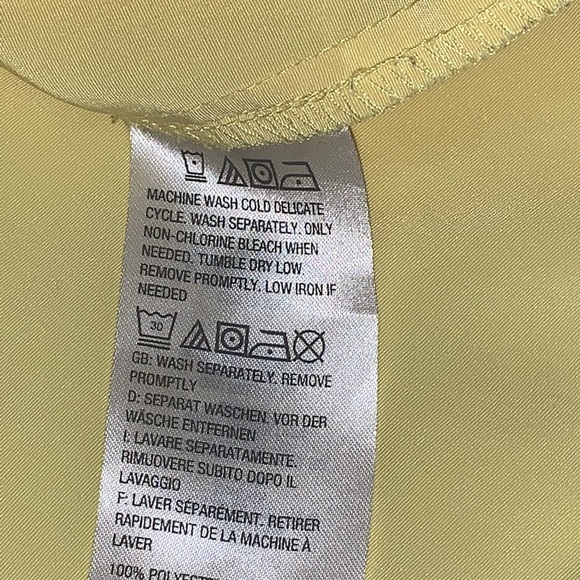 MACHINE WASH COLD DELICATE
CYCLE. WASH SEPARATELY. ONLY
NON-CHLORINE BLEACH WHEN
NEEDED. TUMBLE DRY LOW.
REMOVE PROMPTLY. LOW IRON IF
NEEDED
30
GB: WASH SEPARATELY. REMOVE
PROMPTLY
D: SEPARAT WASCHEN. VOR DER
WÄSCHE ENTFERNEN
I: LAVARE SEPARATAMENTE.
RIMUOVERE SUBITO DOPO IL
LAVAGGIO
F: LAVER SÉPARÉMENT. RETIRER
RAPIDEMENT DE LA MACHINE À
LAVER
100% POLYESTE